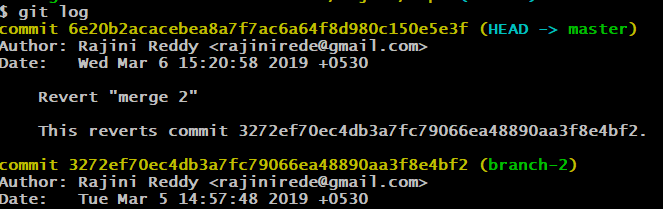 $ git log
commit 6e20b2acacebea8a7f7ac6a64f8d980c150e5e3f (HEAD -> master)
Author: Rajini Reddy <rajinirede@gmail.com>
Date:   Wed Mar 6 15:20:58 2019 +0530
    Revert "merge 2"
    This reverts commit 3272ef70ec4db3a7fc79066ea48890aa3f8e4bf2.
commit 3272ef70ec4db3a7fc79066ea48890aa3f8e4bf2 (branch-2)
Author: Rajini Reddy <rajinirede@gmail.com>
Date:   Tue Mar 5 14:57:48 2019 +0530